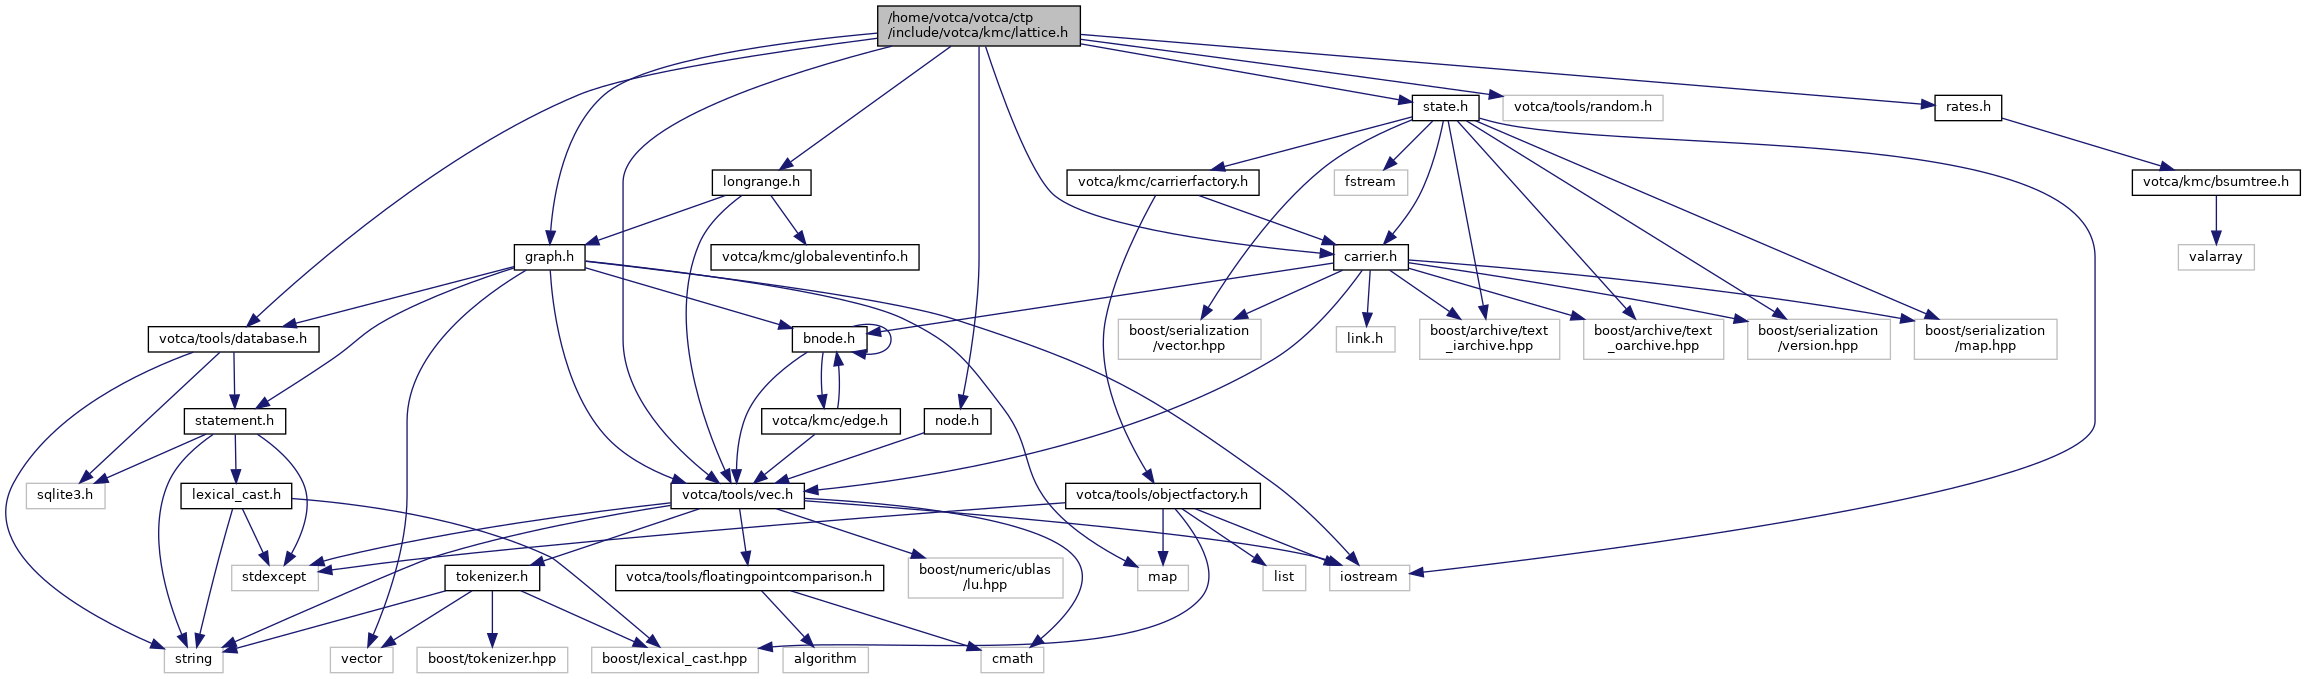 /home/votca/votca/ctp
/include/votca/kmc/lattice.h
state.h
votca/tools/random.h
rates.h
longrange.h
votca/kmc/carrierfactory.h
fstream
votca/kmc/bsumtree.h
graph.h
votca/kmc/globaleventinfo.h
carrier.h
valarray
votca/tools/database.h
bnode.h
boost/serialization
/vector.hpp
link.h
boost/archive/text
_iarchive.hpp
boost/archive/text
_oarchive.hpp
boost/serialization
/version.hpp
boost/serialization
/map.hpp
statement.h
votca/kmc/edge.h
node.h
sqlite3.h
lexical_cast.h
votca/tools/vec.h
votca/tools/objectfactory.h
stdexcept
tokenizer.h
votca/tools/floatingpointcomparison.h
boost/numeric/ublas
/lu.hpp
map
list
iostream
string
vector
boost/tokenizer.hpp
boost/lexical_cast.hpp
algorithm
cmath